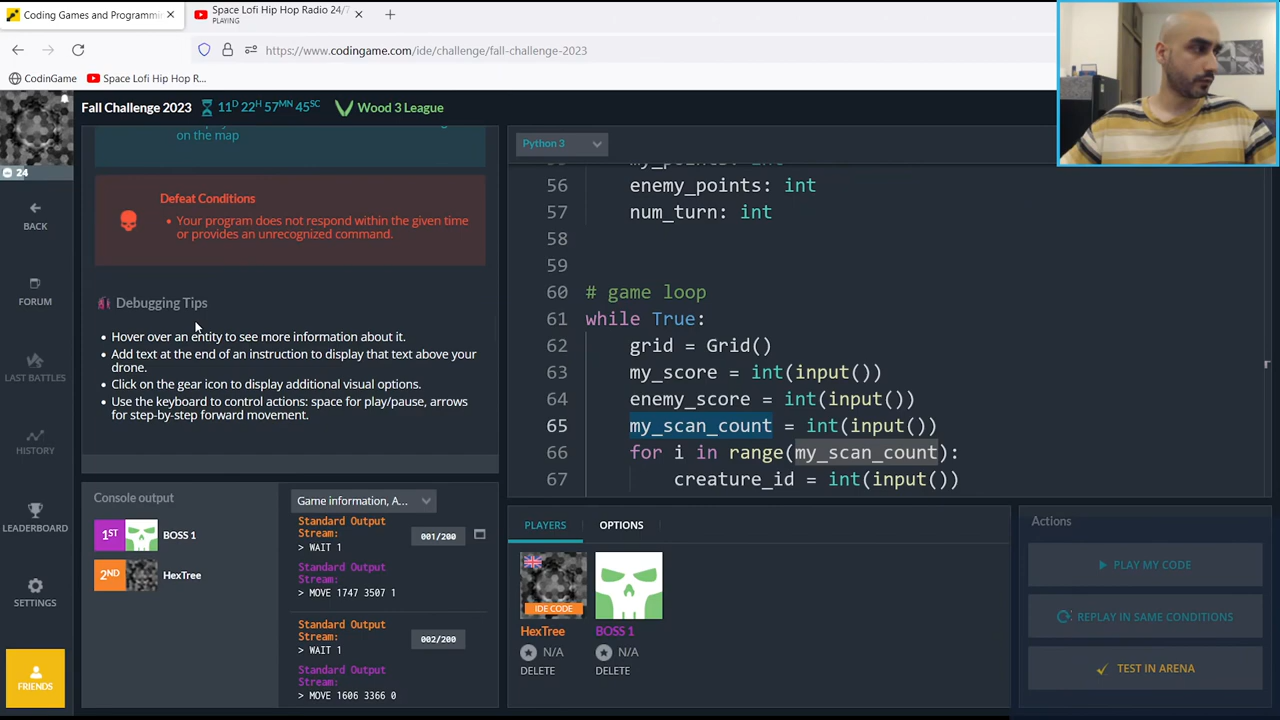 Coding Games and Programmin
Space Lofi Hip Hop Radio 24/7
PLAYING
https://www.codingame.com/ide/challenge/fall-challenge-2023
CodinGame
Space Lofi Hip Hop R...
Fall Challenge 2023
11D 22H 57MN 45SC
Wood 3 League
24
BACK
FORUM
LAST BATTLES
HISTORY
LEADERBOARD
SETTINGS
FRIENDS
on the map
Defeat Conditions
• Your program does not respond within the given time
or provides an unrecognized command.
Debugging Tips
• Hover over an entity to see more information about it.
• Add text at the end of an instruction to display that text above your
drone.
• Click on the gear icon to display additional visual options.
• Use the keyboard to control actions: space for play/pause, arrows
for step-by-step forward movement.
Python 3
my_points: int
56 enemy_points: int
57 num_turn: int
58
59
60 # game loop
61 while True:
62 grid = Grid()
63 my_score = int(input())
64 enemy_score = int(input())
65 my_scan_count = int(input())
66 for i in range(my_scan_count):
67 creature_id = int(input())
Console output
1ST BOSS 1
2ND HexTree
Game information, A...
Standard Output
Stream:
> WAIT 1
001/200
Standard Output
Stream:
> MOVE 1747 3507 1
Standard Output
Stream:
> WAIT 1
002/200
Standard Output
Stream:
> MOVE 1606 3366 0
PLAYERS
OPTIONS
IDE CODE
HexTree
N/A
DELETE
BOSS 1
N/A
DELETE
Actions
PLAY MY CODE
REPLAY IN SAME CONDITIONS
TEST IN ARENA